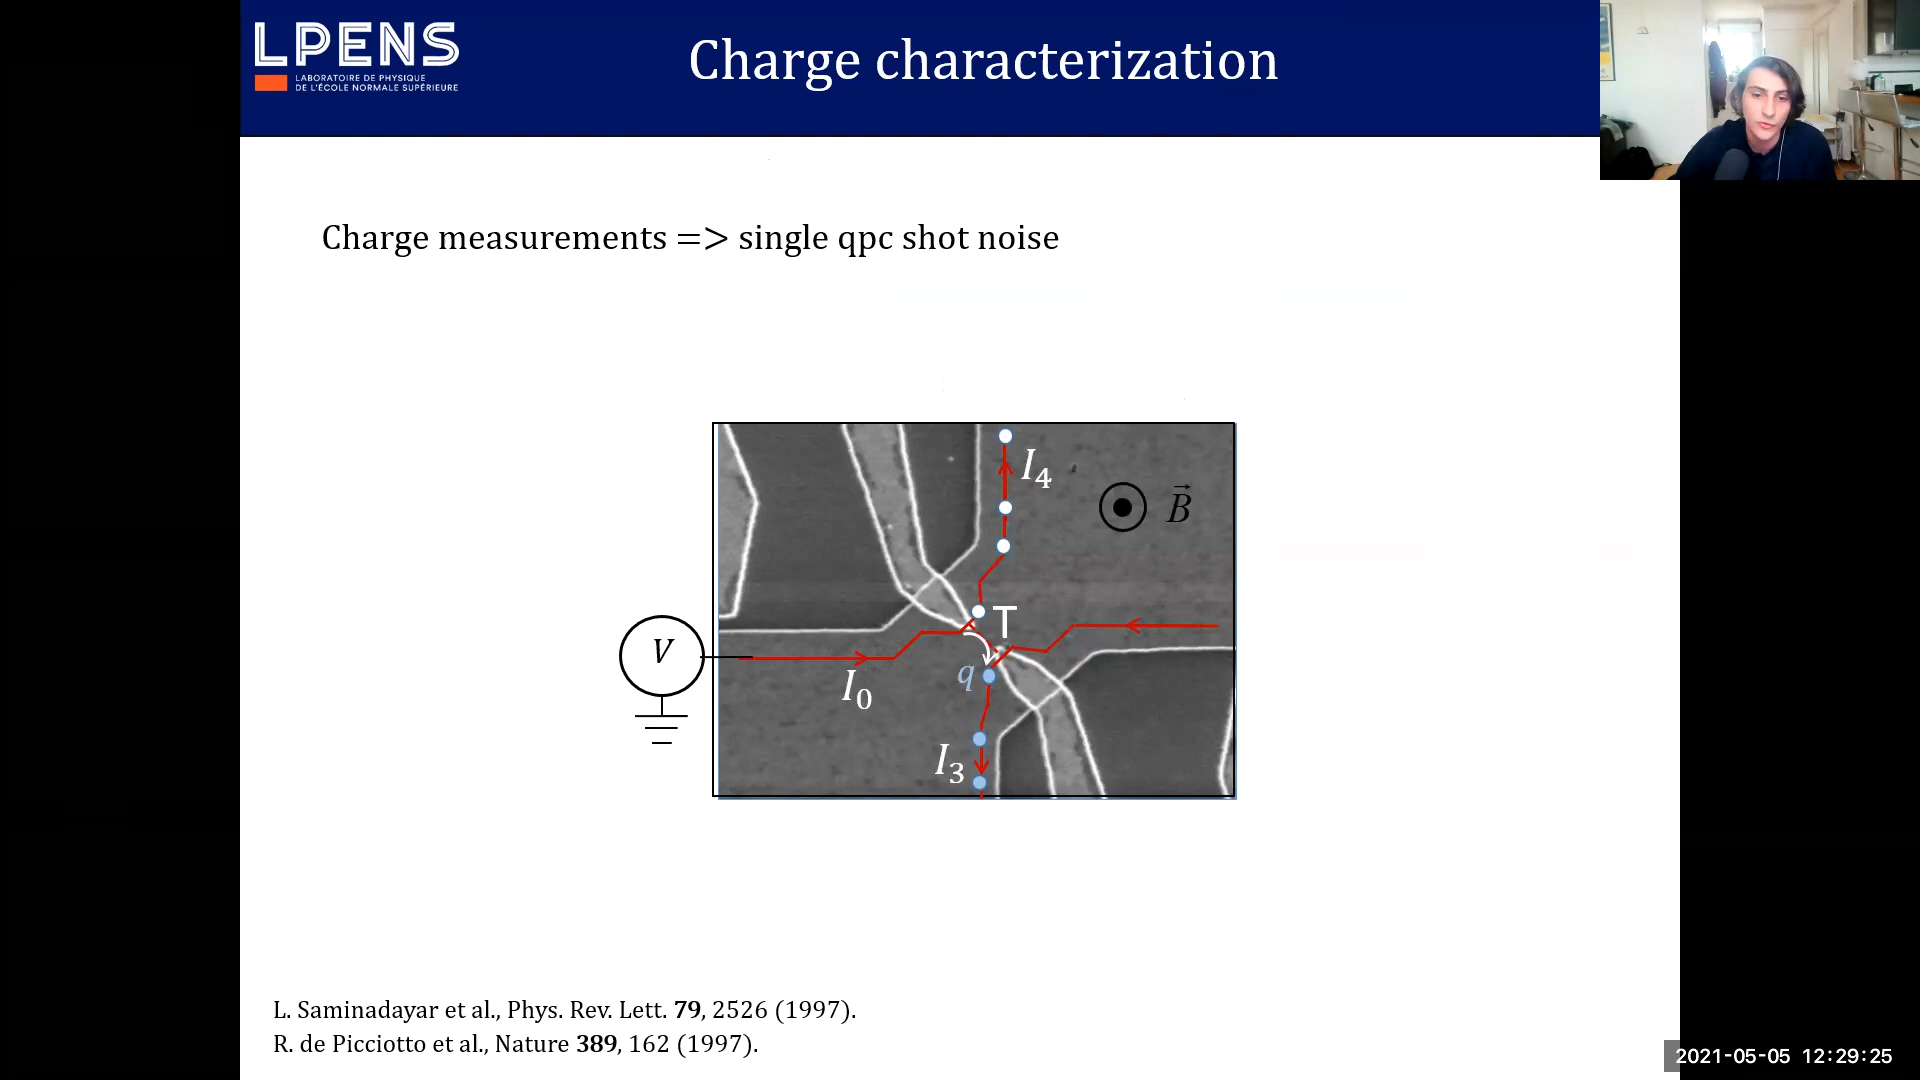 LPENS
LABORATOIRE DE PHYSIQUE
DE L'ÉCOLE NORMALE SUPÉRIEURE
Charge characterization
Charge measurements => single qpc shot noise
I₄
B⃗
T
V
q
I₀
I₃
L. Saminadayar et al., Phys. Rev. Lett. 79, 2526 (1997).
R. de Picciotto et al., Nature 389, 162 (1997).
2021-05-05 12:29:25